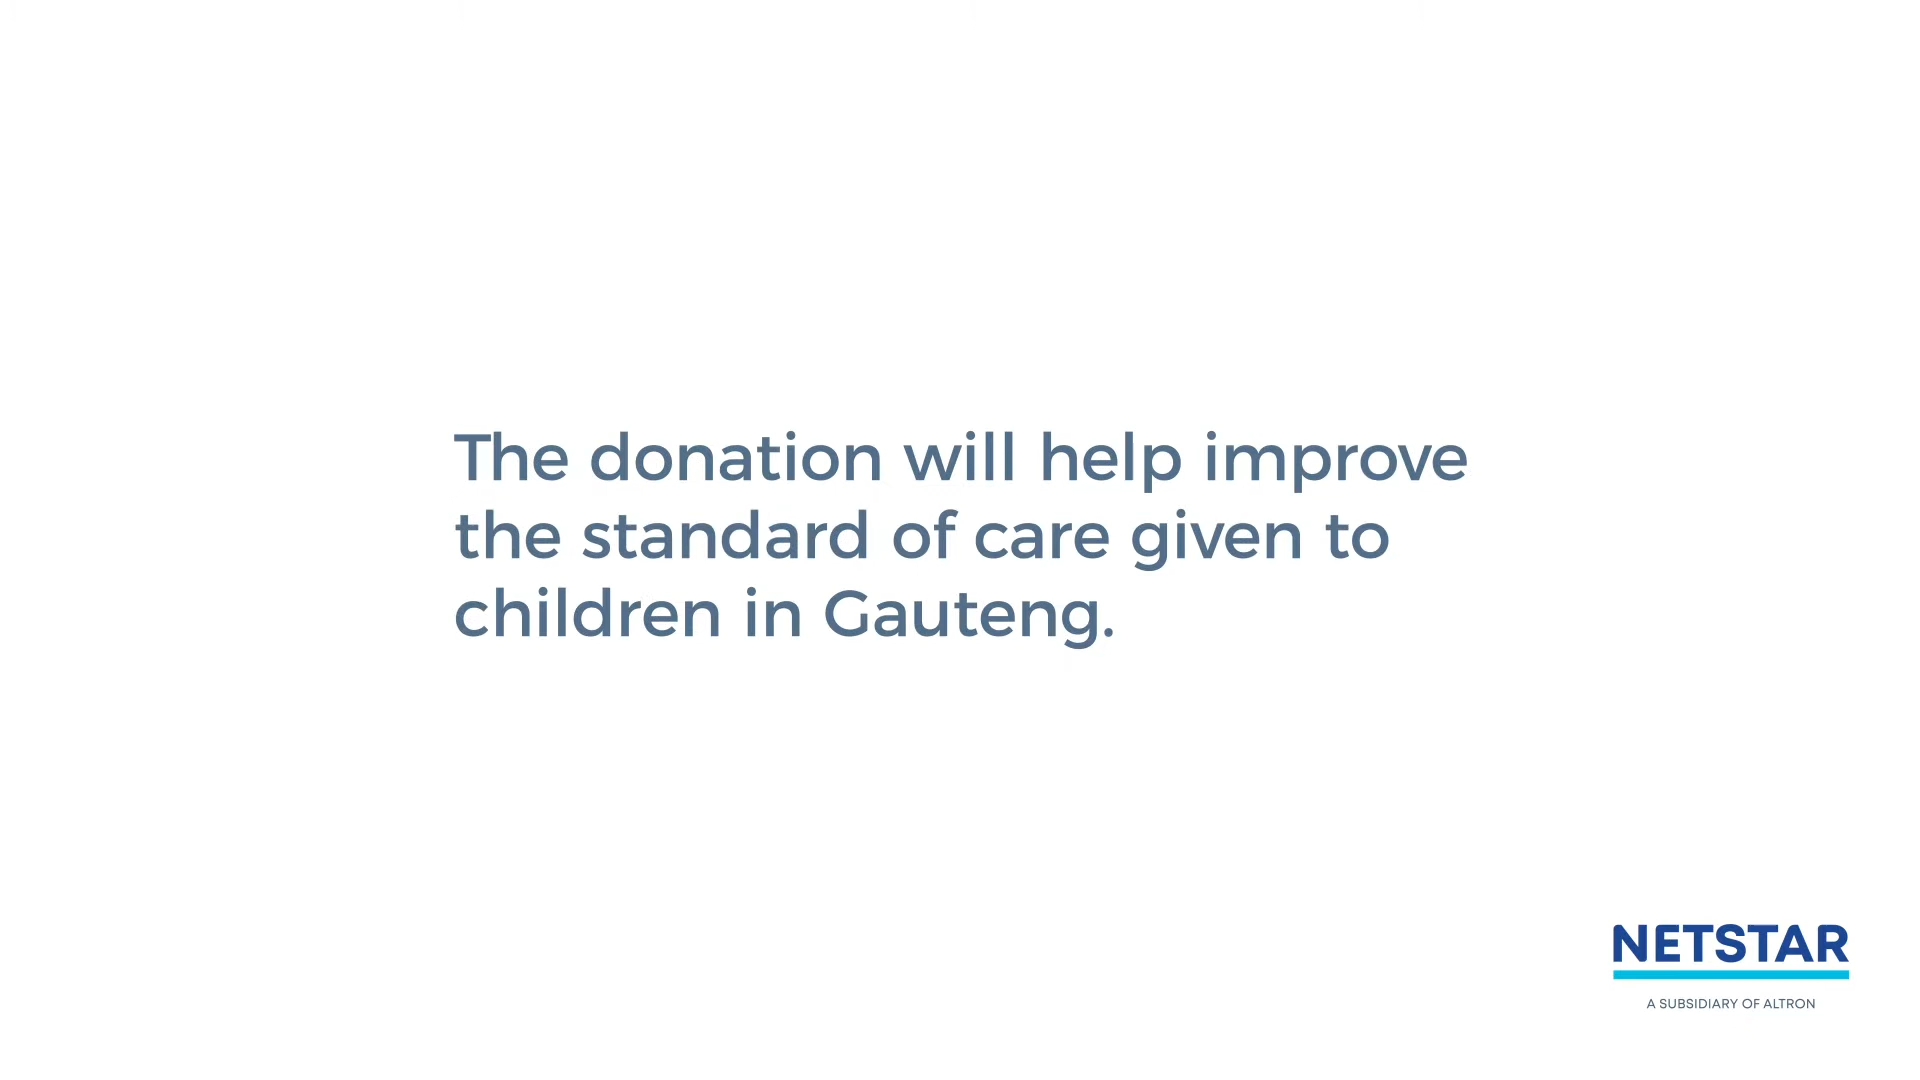 The donation will help improve
the standard of care given to
children in Gauteng.
NETSTAR
A SUBSIDIARY OF ALTRON